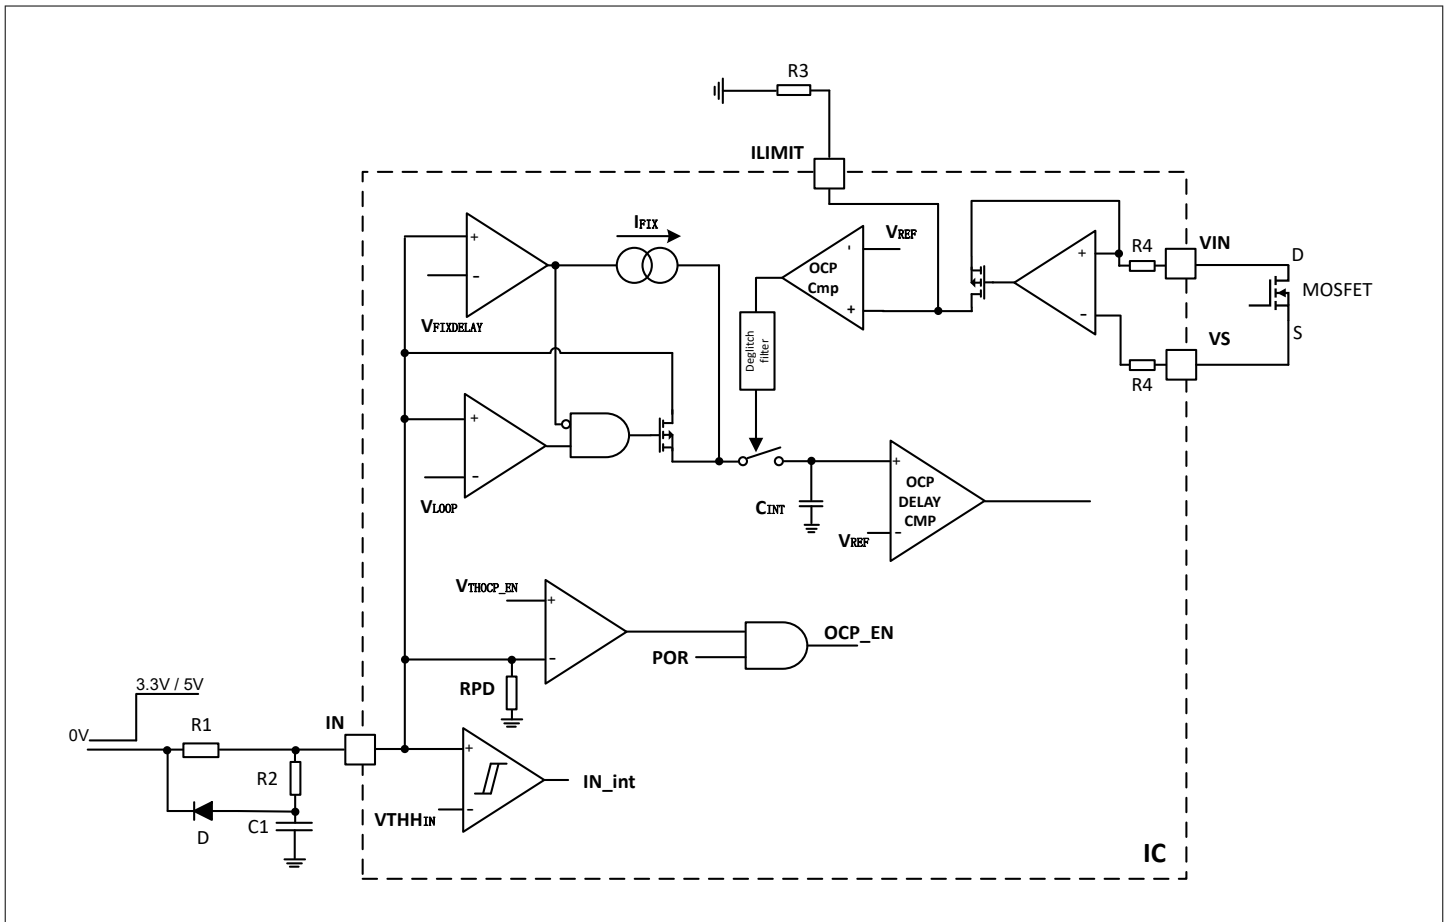 R3
ILIMIT
IFIX
VREF
OCP
Cmp
+
-
+
-
VFIXDELAY
R4
VIN
D
MOSFET
S
VS
R4
Deglitch
filter
+
-
VLOOP
CINT
+
OCP
DELAY
CMP
-
VREF
VTHOCP_EN
+
-
POR
OCP_EN
RPD
3.3V / 5V
0V
R1
IN
R2
D
C1
+
-
VTHHIN
IN_int
IC